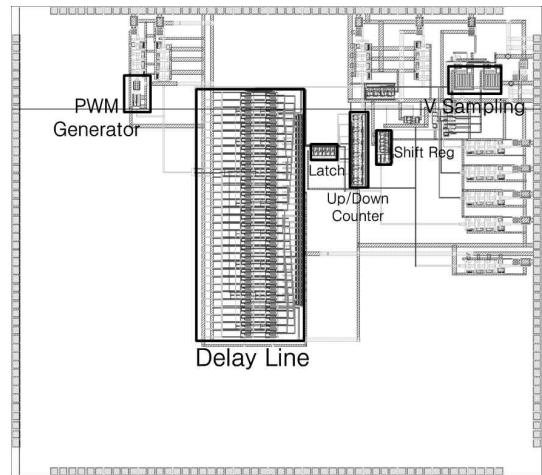 PWM
Generator
V Sampling
Latch
Shift Reg
Up/Down
Counter
Delay Line